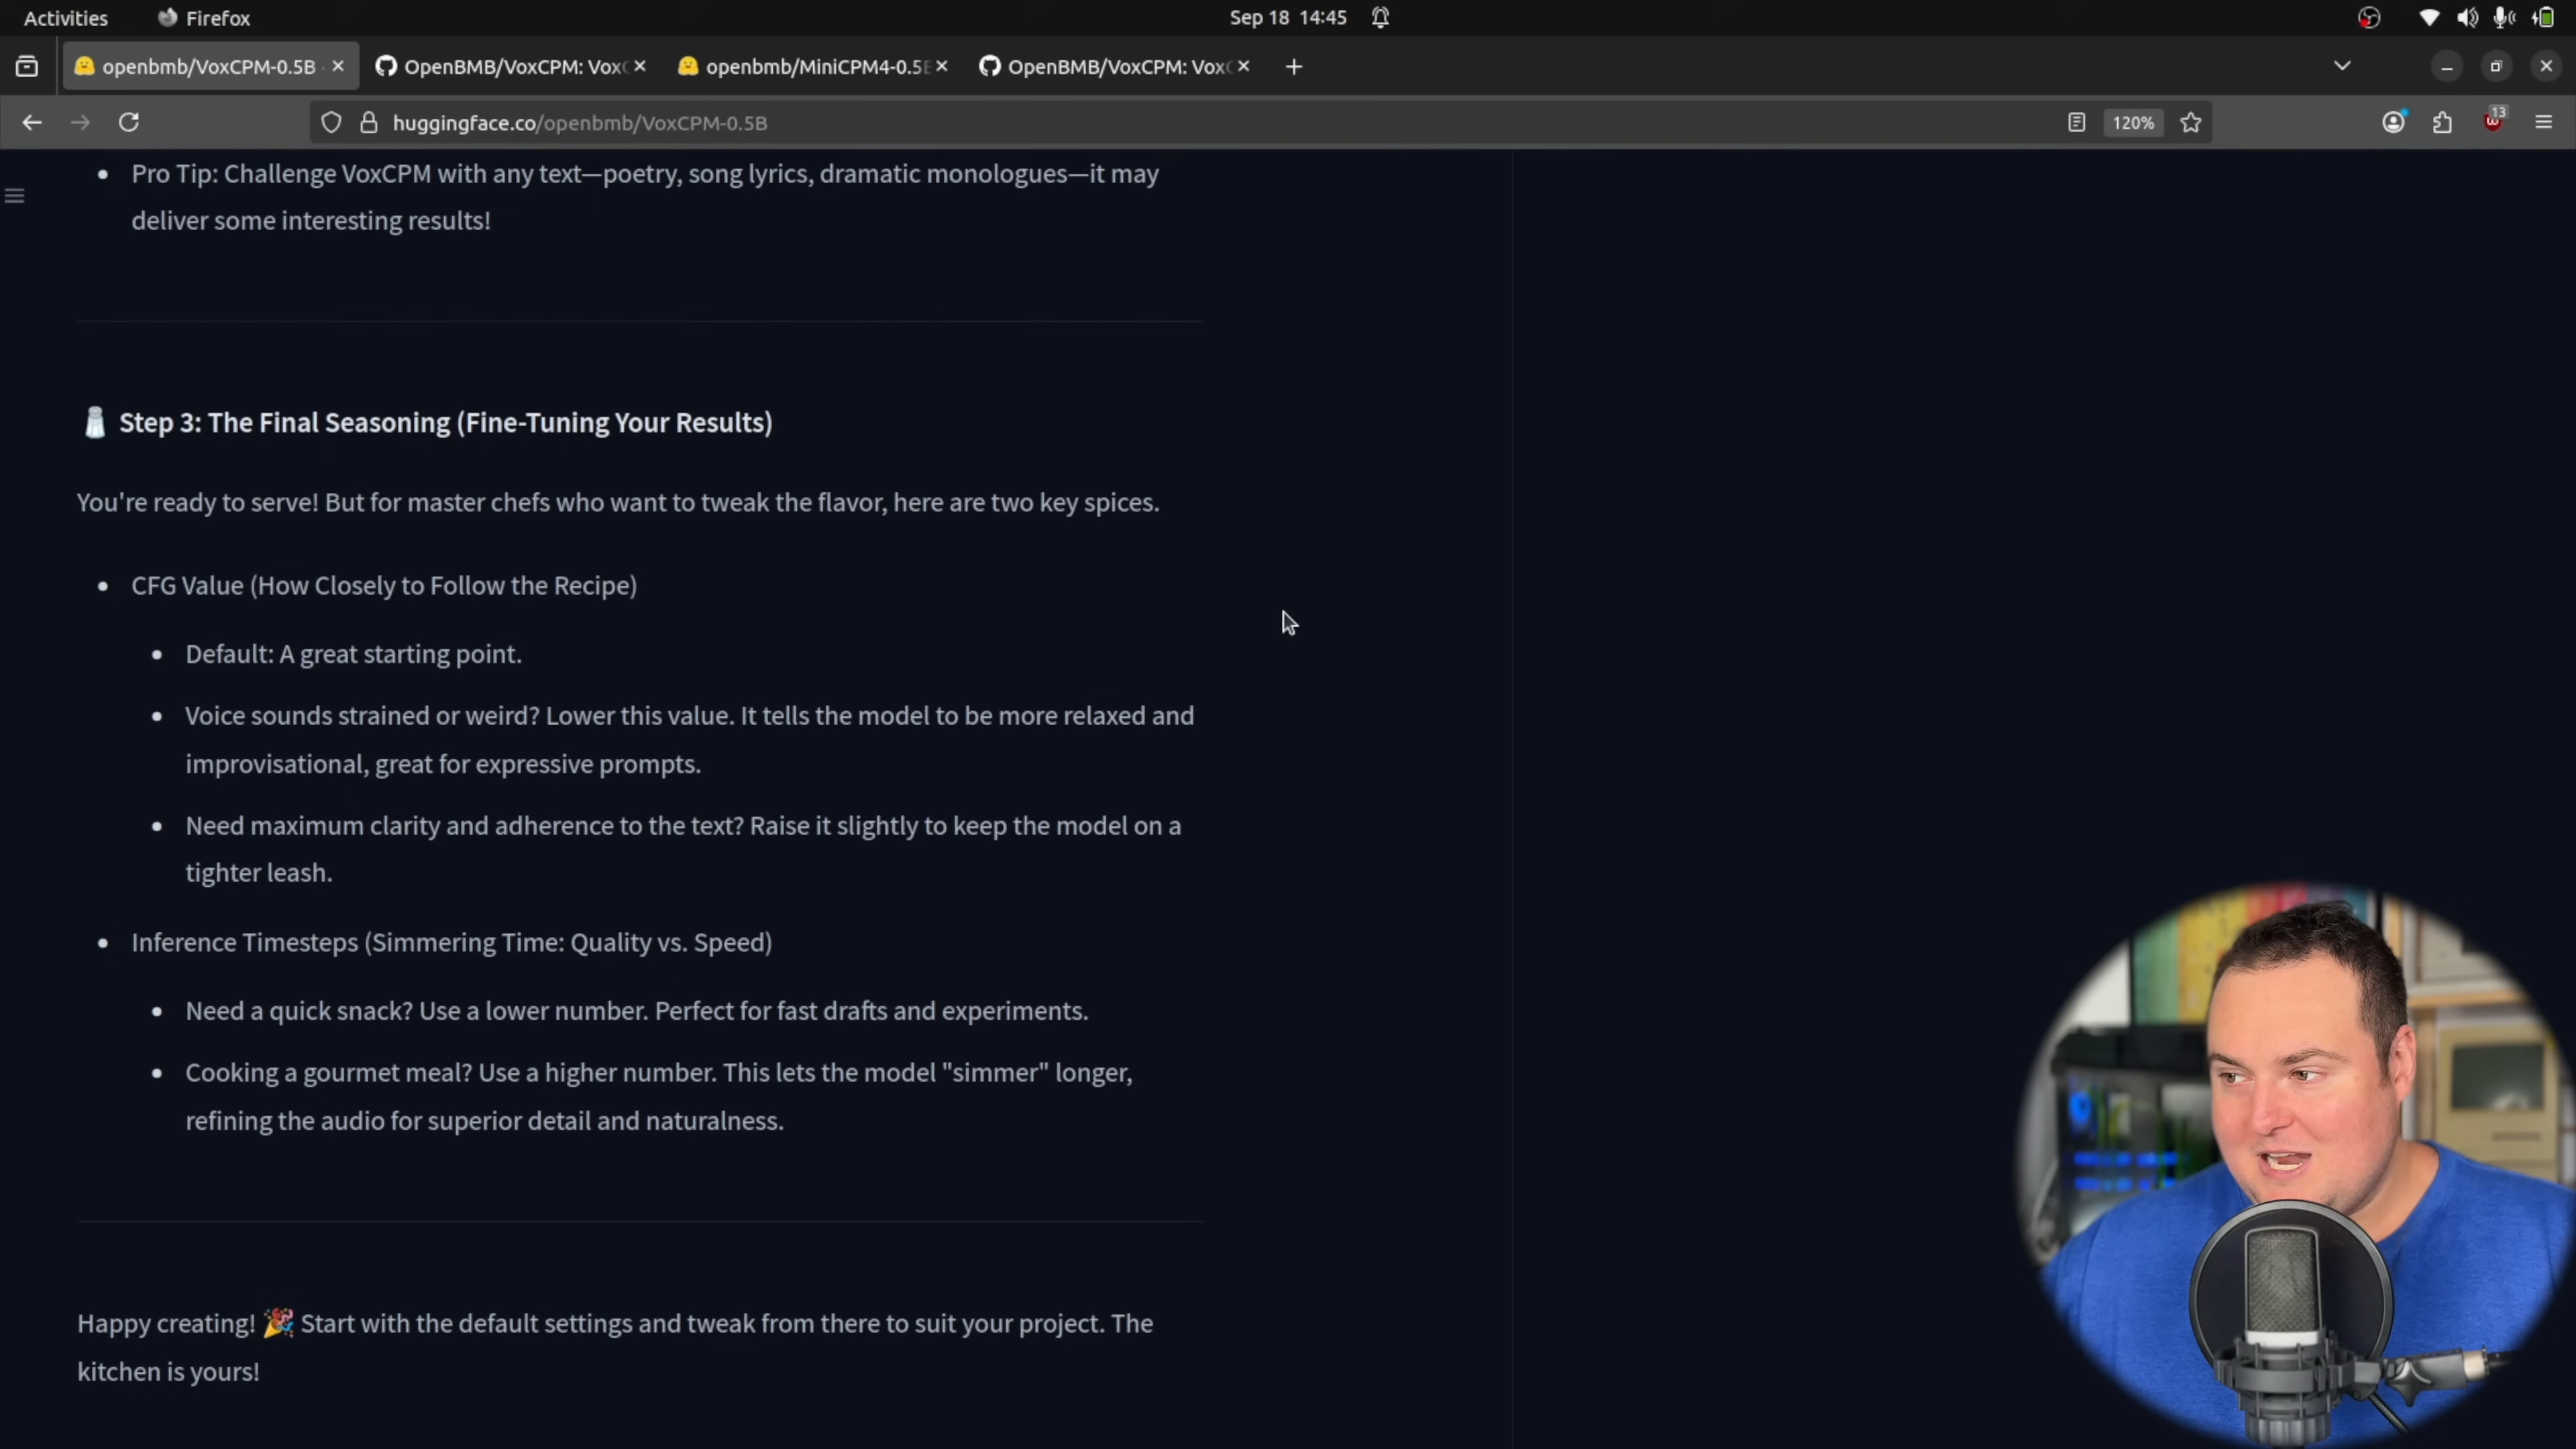 Activities
Firefox
Sep 18 14:45
openbmb/VoxCPM-0.5B
OpenBMB/VoxCPM: Vox
openbmb/MiniCPM4-0.5
OpenBMB/VoxCPM: Vox
huggingface.co/openbmb/VoxCPM-0.5B
120%
13
Pro Tip: Challenge VoxCPM with any text—poetry, song lyrics, dramatic monologues—it may
deliver some interesting results!
Step 3: The Final Seasoning (Fine-Tuning Your Results)
You're ready to serve! But for master chefs who want to tweak the flavor, here are two key spices.
CFG Value (How Closely to Follow the Recipe)
Default: A great starting point.
Voice sounds strained or weird? Lower this value. It tells the model to be more relaxed and
improvisational, great for expressive prompts.
Need maximum clarity and adherence to the text? Raise it slightly to keep the model on a
tighter leash.
Inference Timesteps (Simmering Time: Quality vs. Speed)
Need a quick snack? Use a lower number. Perfect for fast drafts and experiments.
Cooking a gourmet meal? Use a higher number. This lets the model "simmer" longer,
refining the audio for superior detail and naturalness.
Happy creating! 🎉 Start with the default settings and tweak from there to suit your project. The
kitchen is yours!